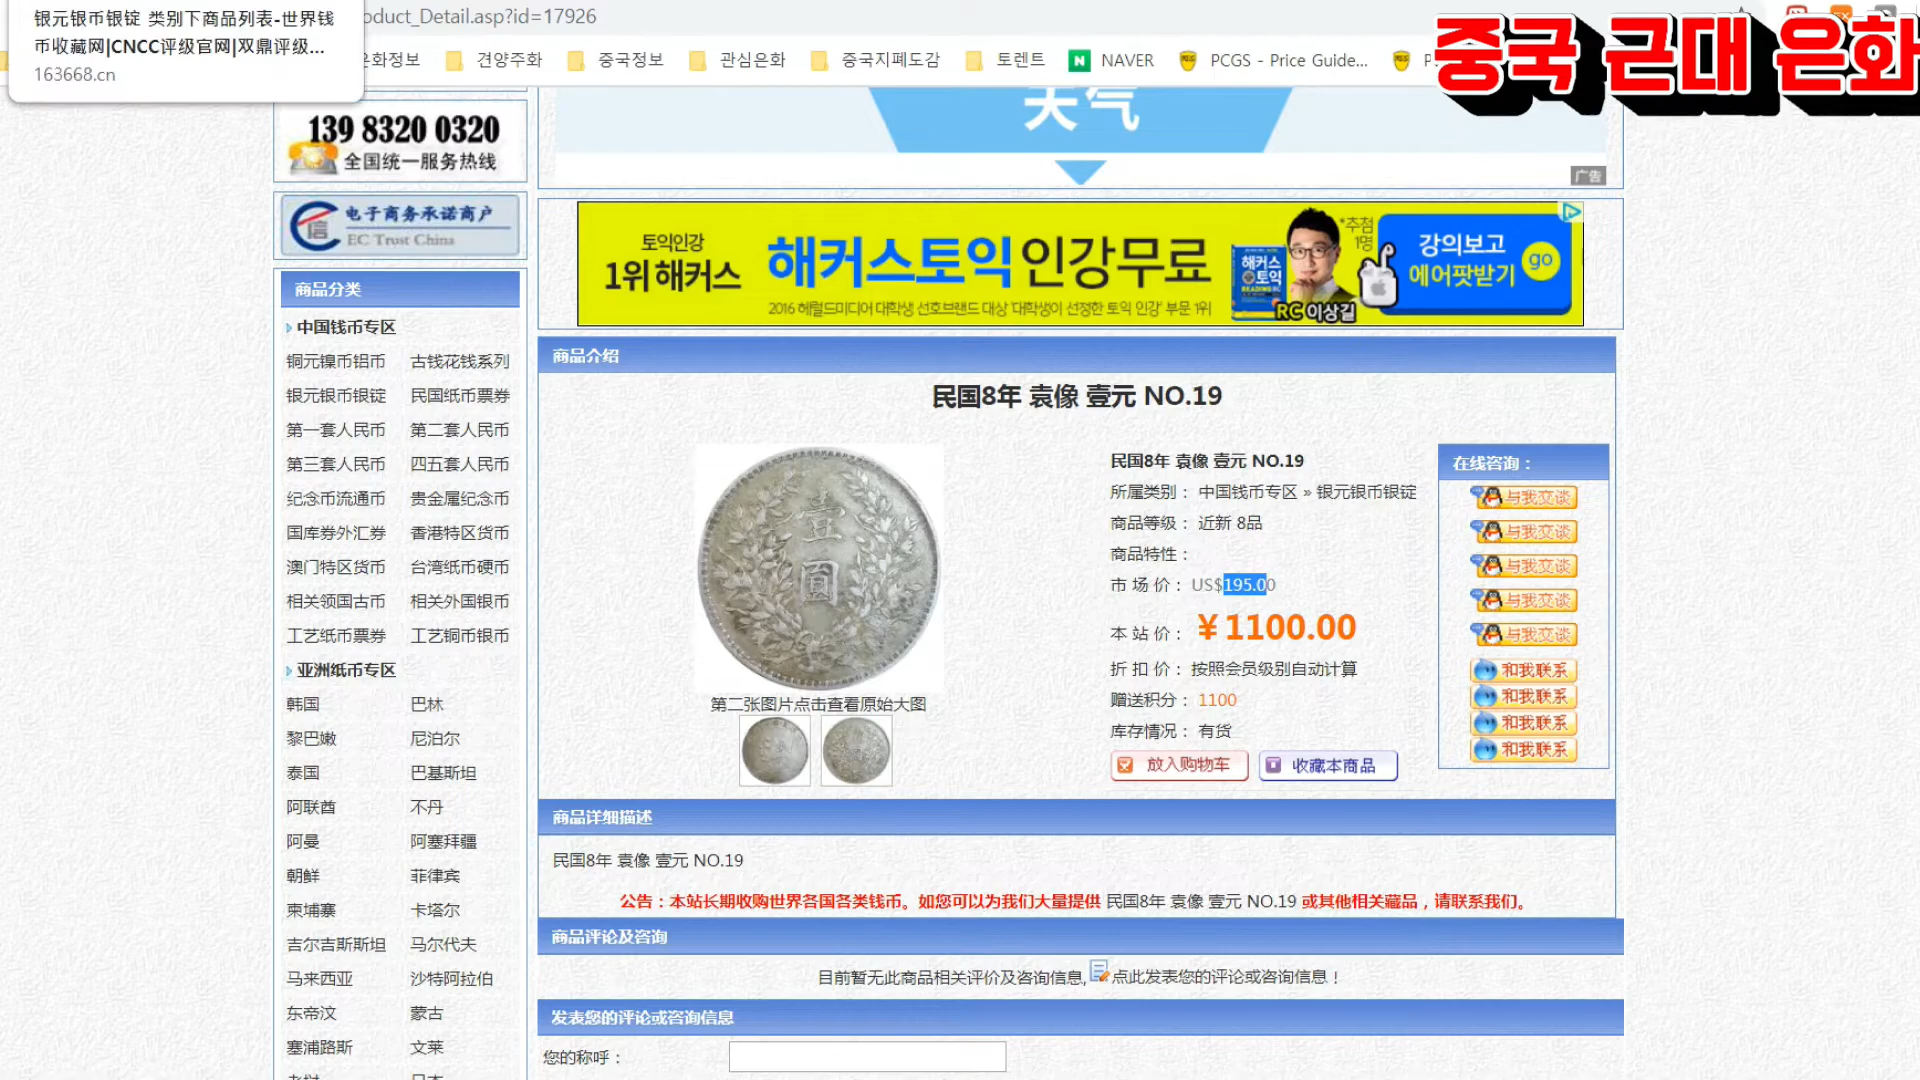 银元银币银锭 类别下商品列表-世界钱
币收藏网|CNCC评级官网|双鼎评级...
163668.cn
oduct_Detail.asp?id=17926
중국 근대 은화
은화정보
견양주화
중국정보
관심은화
중국지폐도감
토렌트
NAVER
PCGS - Price Guide...
139 8320 0320
全国统一服务热线
电子商务承诺商户
EC Trust China
天气
广告
토익인강
1위 해커스
해커스토익 인강무료
2016 헤럴드미디어 대학생 선호브랜드 대상 '대학생이 선정한 토익 인강' 부문 1위
해커스
토익
RC 이상길
*추첨
1명
강의보고
에어팟받기
go
商品分类
中国钱币专区
铜元镍币铝币 古钱花钱系列
银元银币银锭 民国纸币票券
第一套人民币 第二套人民币
第三套人民币 四五套人民币
纪念币流通币 贵金属纪念币
国库券外汇券 香港特区货币
澳门特区货币 台湾纸币硬币
相关领国古币 相关外国银币
工艺纸币票券 工艺铜币银币
亚洲纸币专区
韩国 巴林
黎巴嫩 尼泊尔
泰国 巴基斯坦
阿联酋 不丹
阿曼 阿塞拜疆
朝鲜 菲律宾
柬埔寨 卡塔尔
吉尔吉斯斯坦 马尔代夫
马来西亚 沙特阿拉伯
东帝汶 蒙古
塞浦路斯 文莱
商品介绍
民国8年 袁像 壹元 NO.19
壹
圓
第二张图片点击查看原始大图
民国8年 袁像 壹元 NO.19
所属类别： 中国钱币专区 » 银元银币银锭
商品等级： 近新 8品
商品特性：
市 场 价： US$195.00
本 站 价： ￥1100.00
折 扣 价： 按照会员级别自动计算
赠送积分： 1100
库存情况： 有货
放入购物车 收藏本商品
在线咨询：
与我交谈
与我交谈
与我交谈
与我交谈
与我交谈
和我联系
和我联系
和我联系
和我联系
商品详细描述
民国8年 袁像 壹元 NO.19
公告：本站长期收购世界各国各类钱币。如您可以为我们大量提供 民国8年 袁像 壹元 NO.19 或其他相关藏品，请联系我们。
商品评论及咨询
目前暂无此商品相关评价及咨询信息,点此发表您的评论或咨询信息！
发表您的评论或咨询信息
您的称呼：